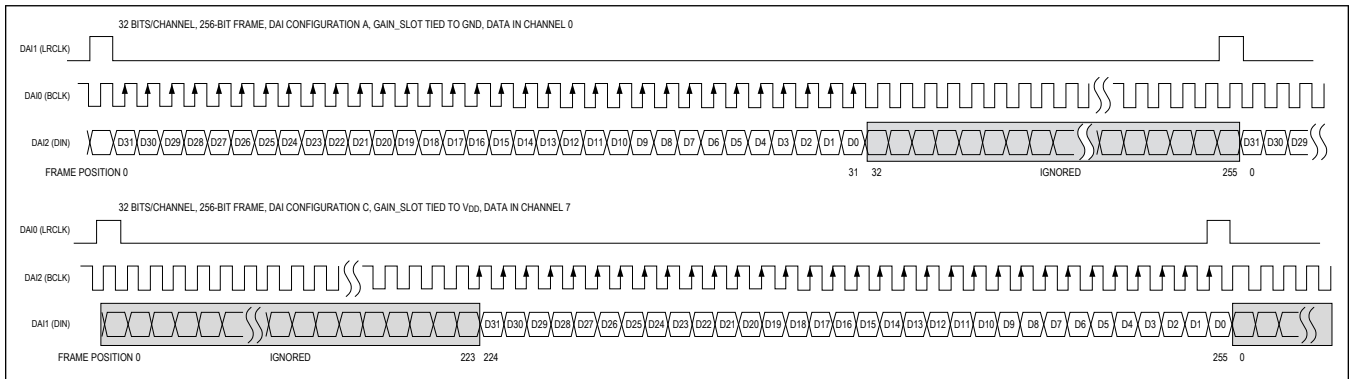 32 BITS/CHANNEL, 256-BIT FRAME, DAI CONFIGURATION A, GAIN_SLOT TIED TO GND, DATA IN CHANNEL 0
DAI1 (LRCLK)
DAI0 (BCLK)
DAI2 (DIN) D31 D30 D29 D28 D27 D26 D25 D24 D23 D22 D21 D20 D19 D18 D17 D16 D15 D14 D13 D12 D11 D10 D9 D8 D7 D6 D5 D4 D3 D2 D1 D0 D31 D30 D29
FRAME POSITION 0 31 32 IGNORED 255 0
32 BITS/CHANNEL, 256-BIT FRAME, DAI CONFIGURATION C, GAIN_SLOT TIED TO VDD, DATA IN CHANNEL 7
DAI0 (LRCLK)
DAI2 (BCLK)
DAI1 (DIN) D31 D30 D29 D28 D27 D26 D25 D24 D23 D22 D21 D20 D19 D18 D17 D16 D15 D14 D13 D12 D11 D10 D9 D8 D7 D6 D5 D4 D3 D2 D1 D0
FRAME POSITION 0 IGNORED 223 224 255 0